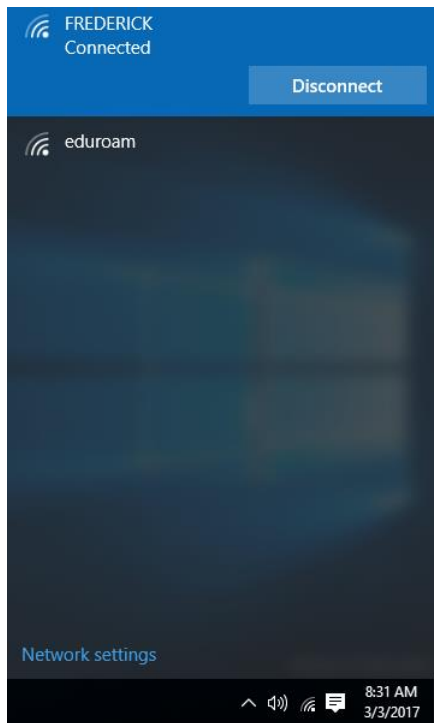 FREDERICK
Connected
Disconnect
eduroam
Network settings
8:31 AM
3/3/2017